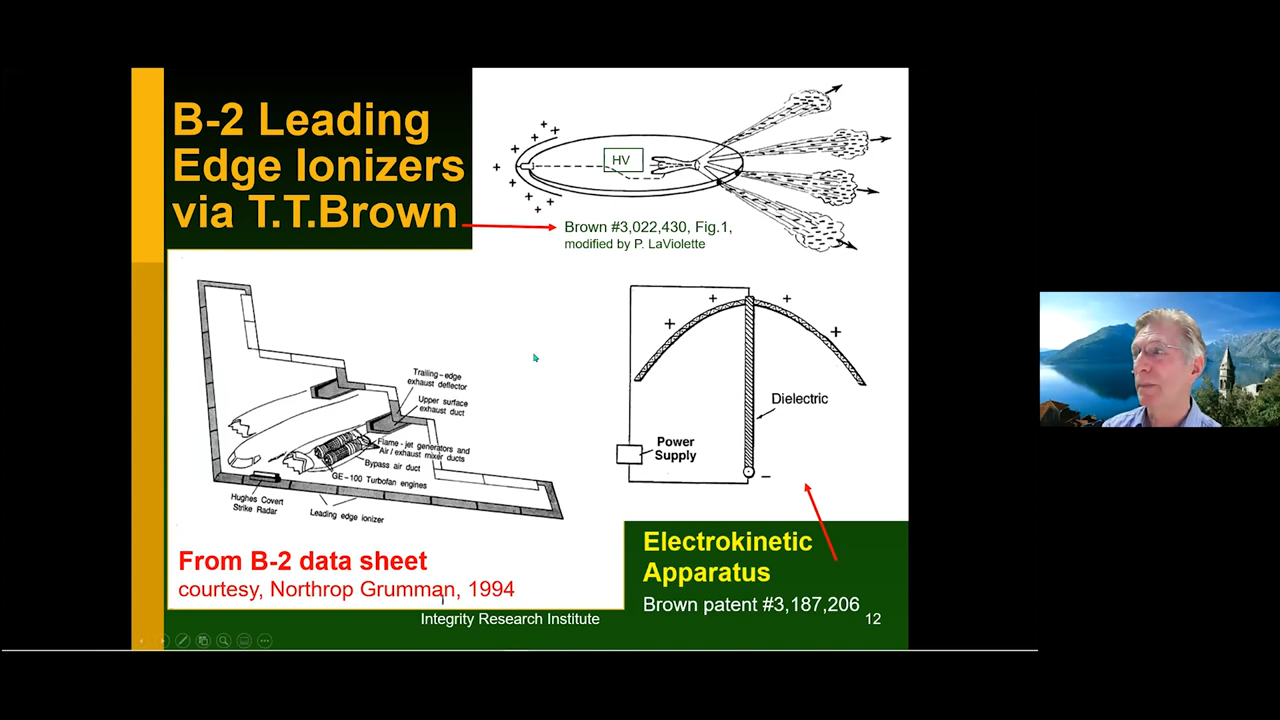 B-2 Leading
Edge Ionizers
via T.T.Brown
HV
Brown #3,022,430, Fig.1,
modified by P. LaViolette
Trailing-edge
exhaust deflector
Upper surface
exhaust duct
Flame-jet generators and
Air / exhaust mixer ducts
Bypass air duct
GE-100 Turbofan engines
Hughes Covert
Strike Radar
Leading edge ionizer
From B-2 data sheet
courtesy, Northrop Grumman, 1994
+ + + +
Dielectric
Power
Supply
−
Electrokinetic
Apparatus
Brown patent #3,187,206
Integrity Research Institute
12